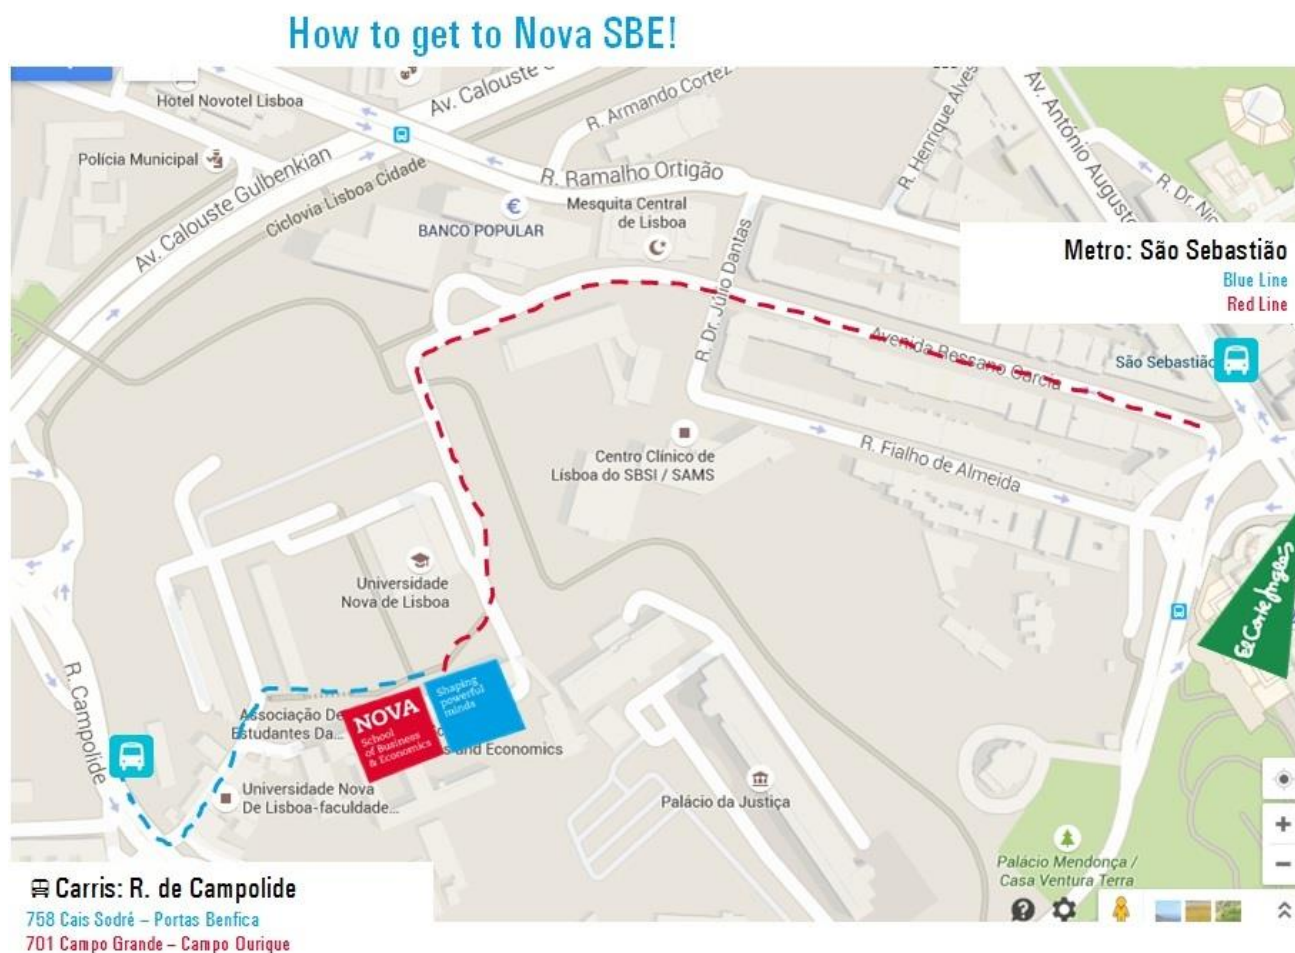 How to get to Nova SBE!
Hotel Novotel Lisboa
Av. Calouste G
R. Armando Cortez
R. Henrique Alves
Av. António Augusto
Polícia Municipal
Av. Calouste Gulbenkian
Ciclovia Lisboa Cidade
R. Ramalho Ortigão
R. Dr. Nic
BANCO POPULAR
Mesquita Central
de Lisboa
R. Dr. Júlio Dantas
Metro: São Sebastião
Blue Line
Red Line
Avenida Ressano Garcia
São Sebastião
Centro Clínico de
Lisboa do SBSI / SAMS
R. Fialho de Almeida
Universidade
Nova de Lisboa
El Corte Inglés
R. Campolide
Associação De
Estudantes Da...
NOVA
School
of Business
& Economics
Shaping
powerful
minds
s and Economics
Universidade Nova
De Lisboa-faculdade...
Palácio da Justiça
Palácio Mendonça /
Casa Ventura Terra
Carris: R. de Campolide
758 Cais Sodré – Portas Benfica
701 Campo Grande – Campo Ourique